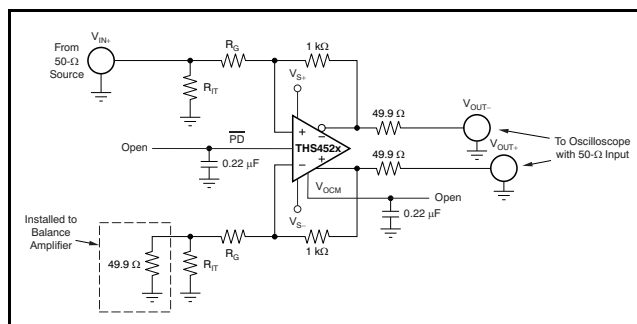 From
50-Ω
Source
V_IN+
R_G
1 kΩ
R_IT
V_S+
49.9 Ω
V_OUT−
PD
Open
0.22 µF
+
−
THS452x
−
+
49.9 Ω
V_OUT+
To Oscilloscope
with 50-Ω Input
V_OCM
Open
0.22 µF
V_S−
Installed to
Balance
Amplifier
49.9 Ω
R_IT
R_G
1 kΩ